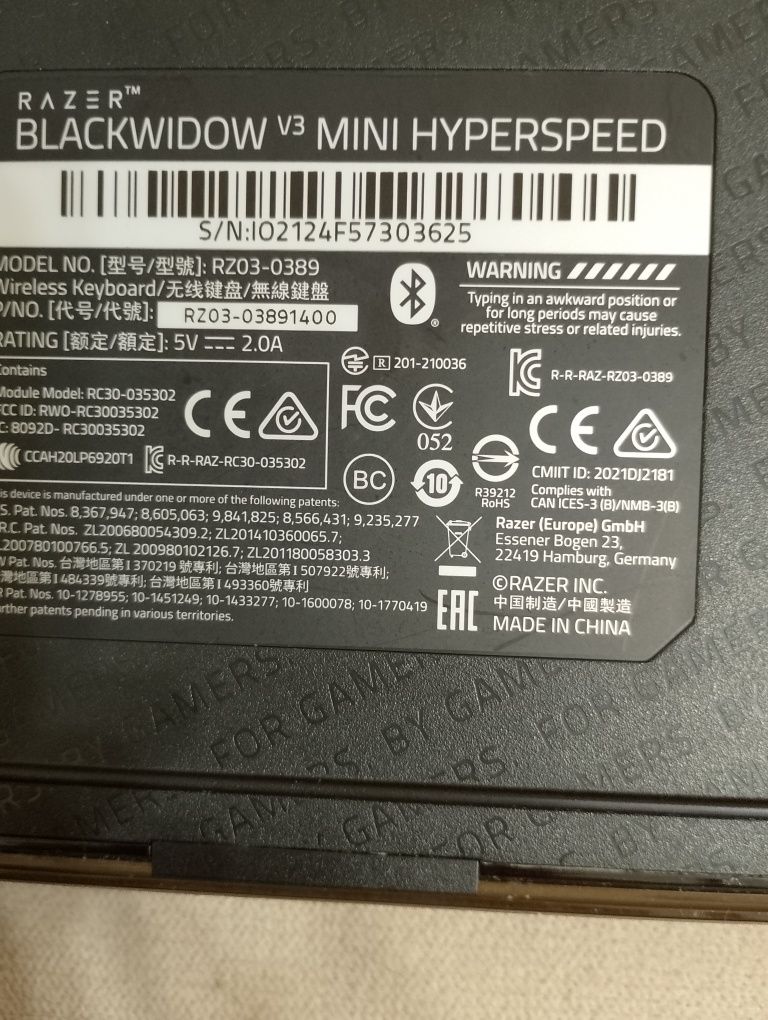 RAZER™
BLACKWIDOW V3 MINI HYPERSPEED
S/N:IO2124F57303625
MODEL NO. [型号/型號]: RZ03-0389
Wireless Keyboard/无线键盘/無線鍵盤
P/NO. [代号/代號]: RZ03-03891400
RATING [额定/額定]: 5V 2.0A
WARNING
Typing in an awkward position or
for long periods may cause
repetitive stress or related injuries.
Contains
Module Model: RC30-035302
FCC ID: RWO-RC30035302
IC: 8092D- RC30035302
CCAH20LP6920T1
R-R-RAZ-RC30-035302
R 201-210036
FC
052
BC
10
R-R-RAZ-RZ03-0389
CE
CE
R39212
RoHS
CMIIT ID: 2021DJ2181
Complies with
CAN ICES-3 (B)/NMB-3(B)
This device is manufactured under one or more of the following patents:
U.S. Pat. Nos. 8,367,947; 8,605,063; 9,841,825; 8,566,431; 9,235,277
P.R.C. Pat. Nos. ZL200680054309.2; ZL201410360065.7;
ZL200780100766.5; ZL 200980102126.7; ZL201180058303.3
TW Pat. Nos. 台灣地區第I 370219 號專利; 台灣地區第I 507922號專利;
台灣地區第I 484339號專利; 台灣地區第I 493360號專利
KR Pat. Nos. 10-1278955; 10-1451249; 10-1433277; 10-1600078; 10-1770419
Further patents pending in various territories.
Razer (Europe) GmbH
Essener Bogen 23,
22419 Hamburg, Germany
©RAZER INC.
中国制造/中國製造
MADE IN CHINA
EAC
FOR GAMERS. BY GAMERS.